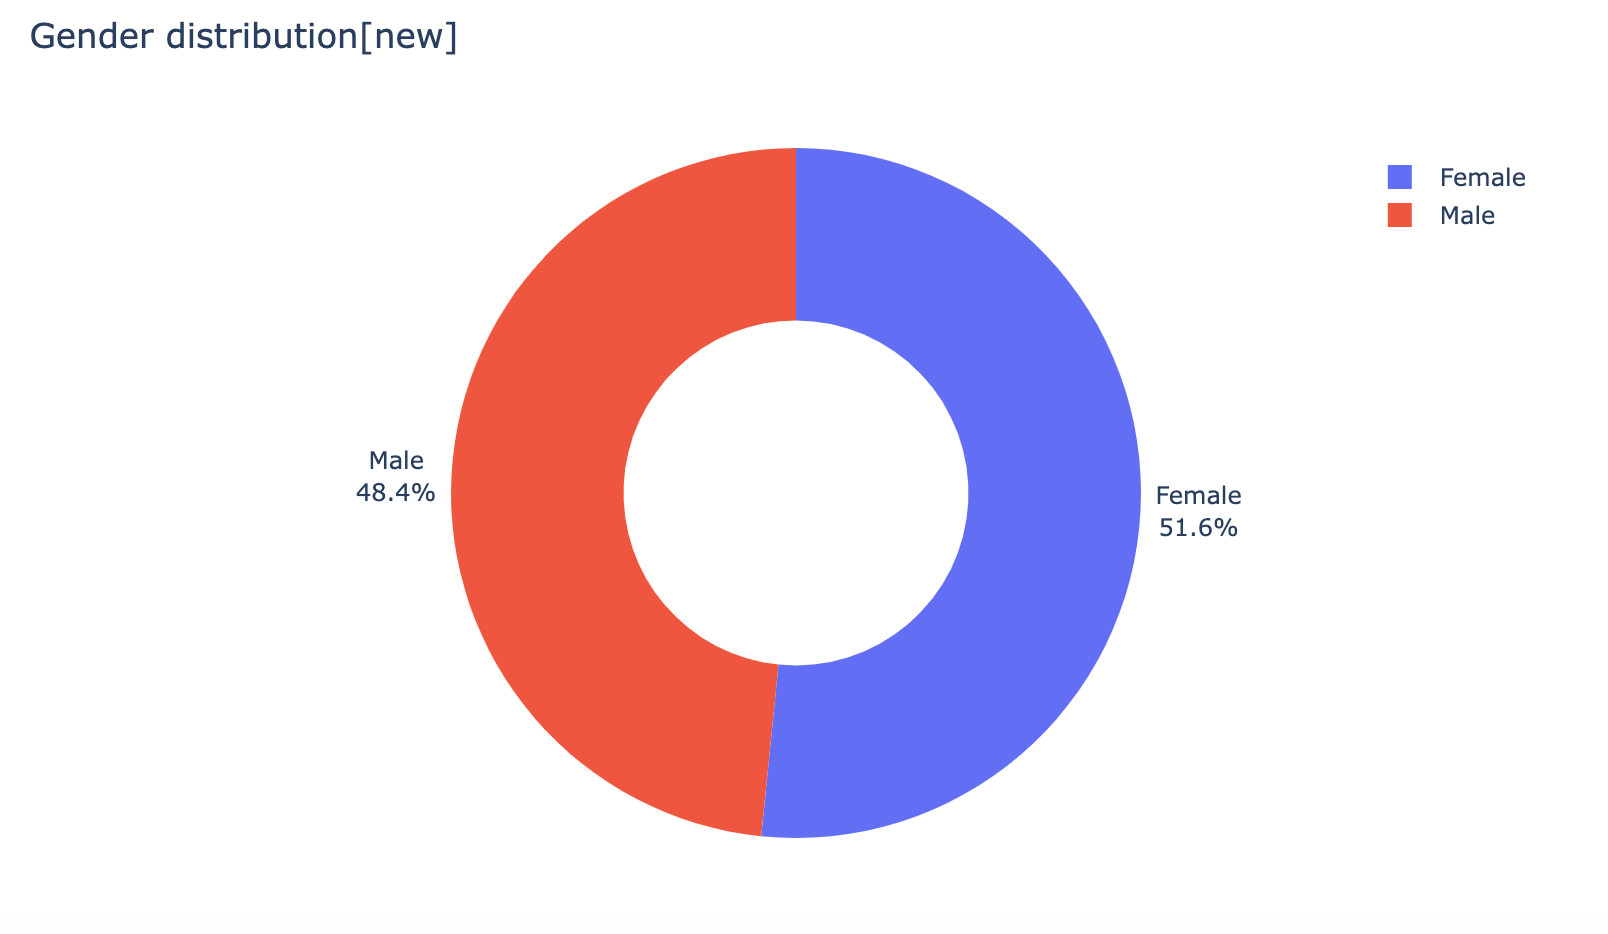 Gender distribution[new]
Female
Male
Male
48.4%
Female
51.6%